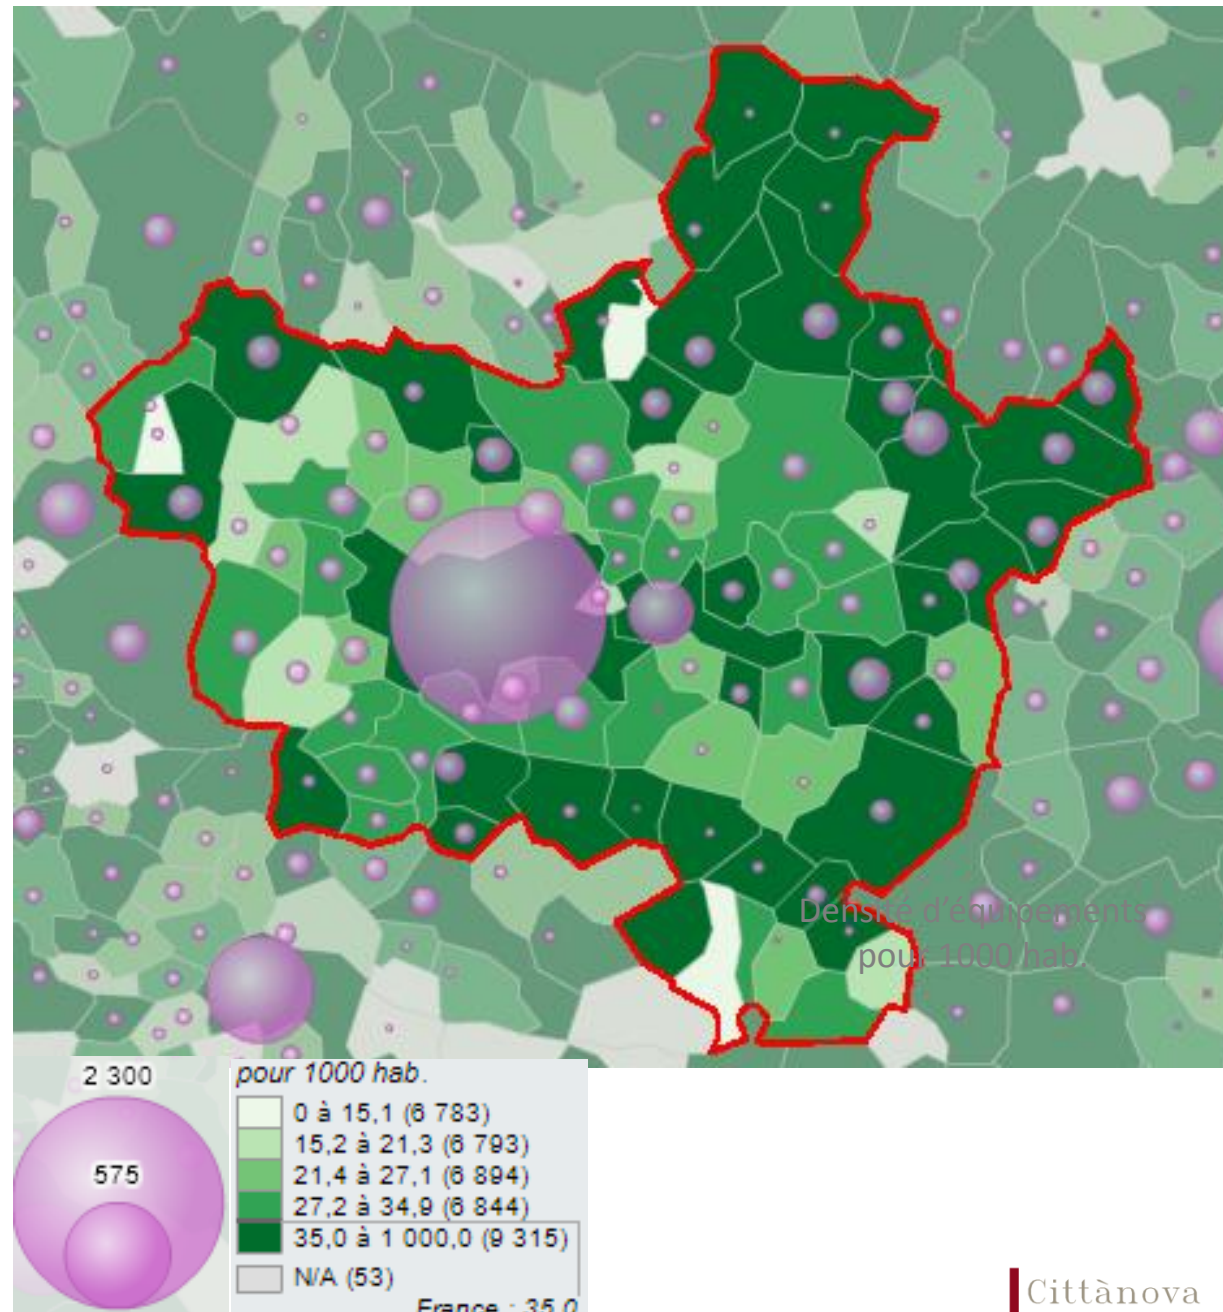 Densité d'équipements
pour 1000 hab
2 300
575
pour 1000 hab.
0 à 15,1 (6 783)
15,2 à 21,3 (6 793)
21,4 à 27,1 (6 894)
27,2 à 34,9 (6 844)
35,0 à 1 000,0 (9 315)
N/A (53)
France : 35,0
Cittànova